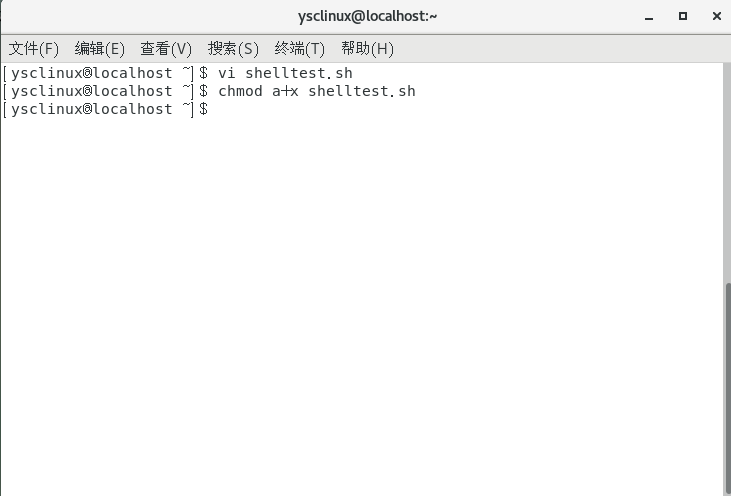 ysclinux@localhost:~
文件(F) 编辑(E) 查看(V) 搜索(S) 终端(T) 帮助(H)
[ysclinux@localhost ~]$ vi shelltest.sh
[ysclinux@localhost ~]$ chmod a+x shelltest.sh
[ysclinux@localhost ~]$